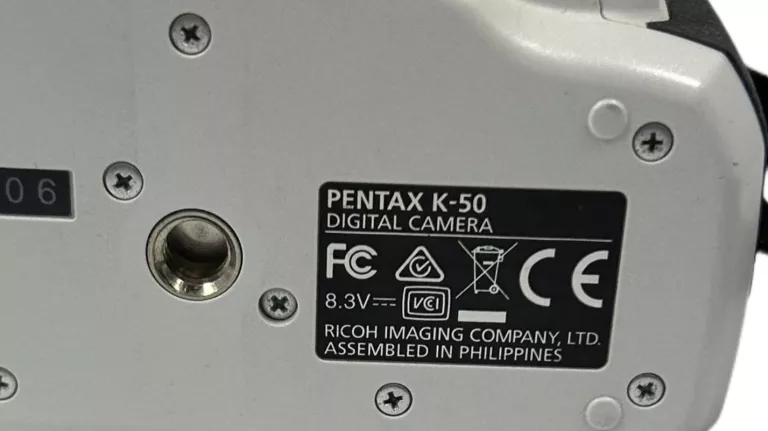 06
PENTAX K-50
DIGITAL CAMERA
FC CE
8.3V⎓ VCI
RICOH IMAGING COMPANY, LTD.
ASSEMBLED IN PHILIPPINES